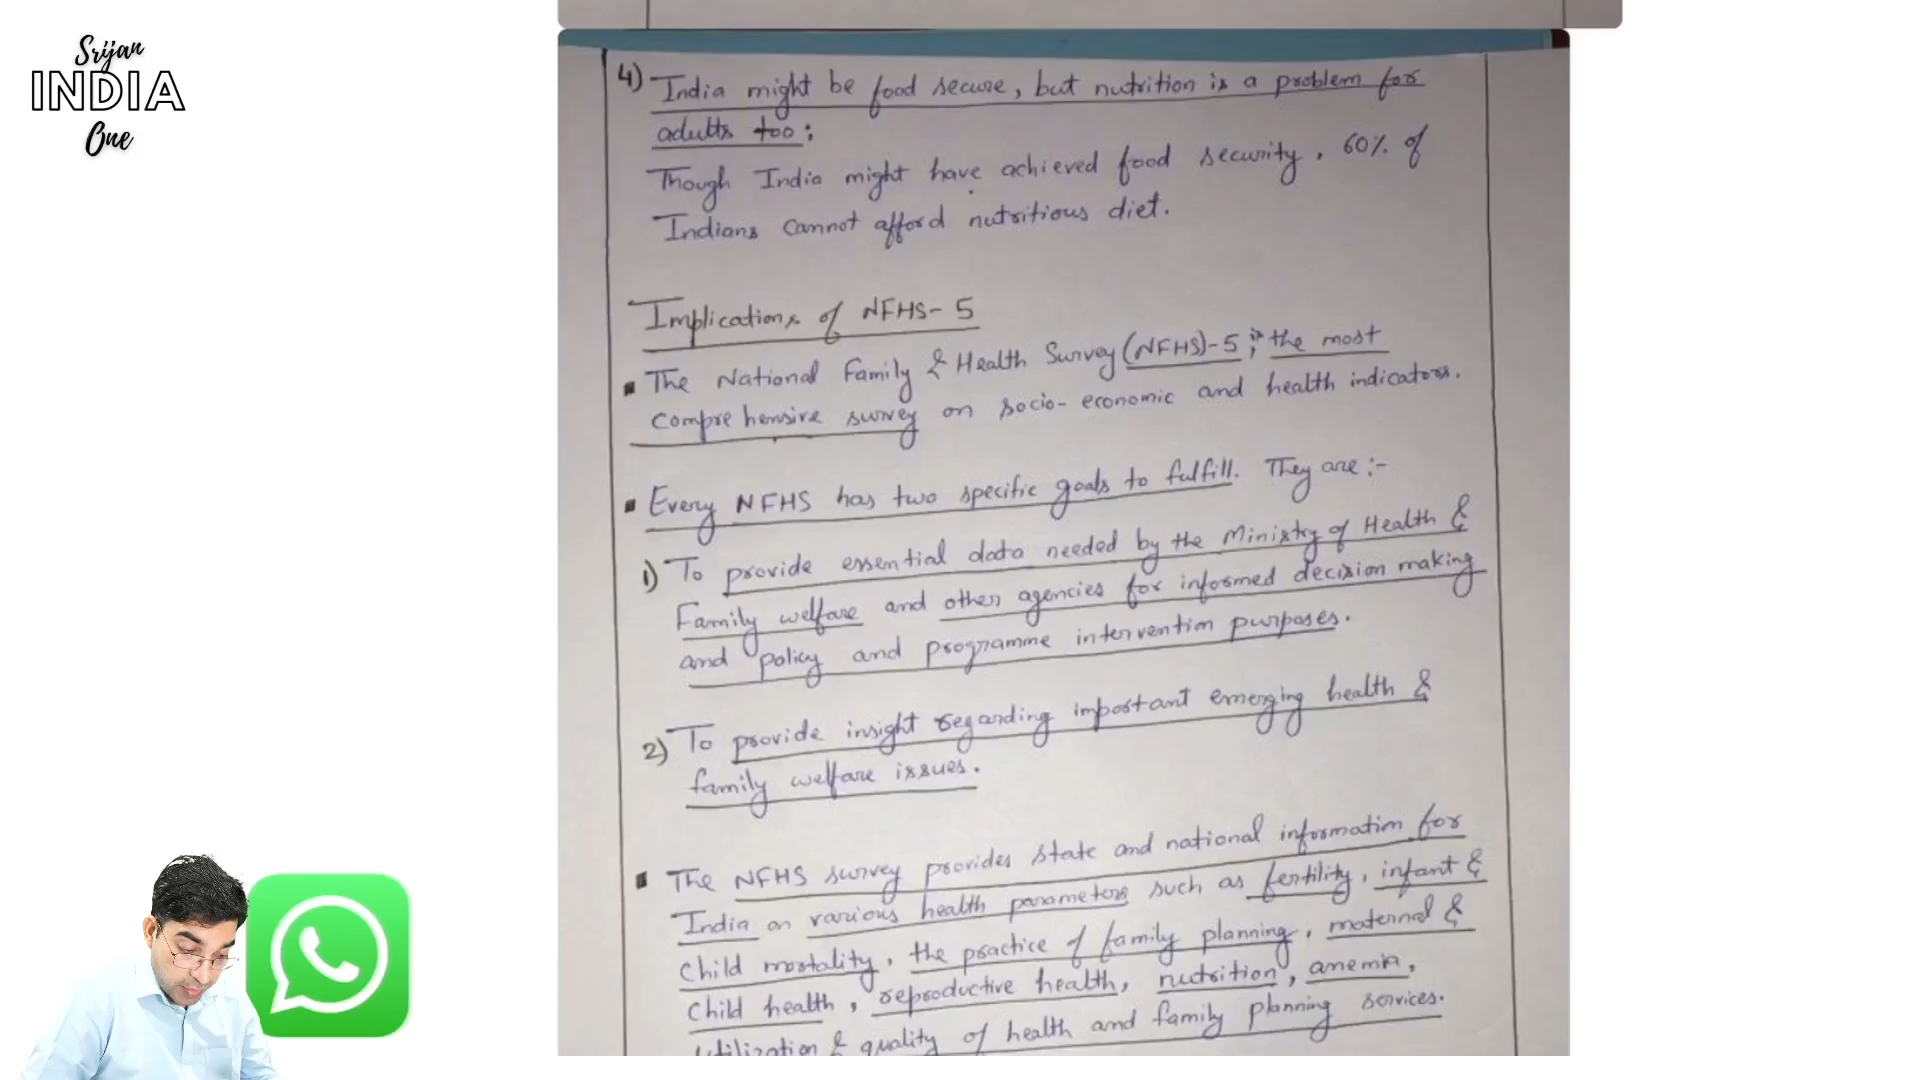 Srijan
INDIA
One
4) India might be food secure, but nutrition is a problem for
adults too:
Though India might have achieved food security, 60% of
Indians cannot afford nutritious diet.
Implications of NFHS-5
The National Family & Health Survey (NFHS)-5, is the most
comprehensive survey on socio-economic and health indicators.
Every NFHS has two specific goals to fulfill. They are:-
1) To provide essential data needed by the Ministry of Health &
Family welfare and other agencies for informed decision making
and policy and programme intervention purposes.
2) To provide insight regarding important emerging health &
family welfare issues.
The NFHS survey provides state and national information for
India on various health parameters such as fertility, infant &
child mortality, the practice of family planning, maternal &
child health, reproductive health, nutrition, anemia,
utilization & quality of health and family planning services.